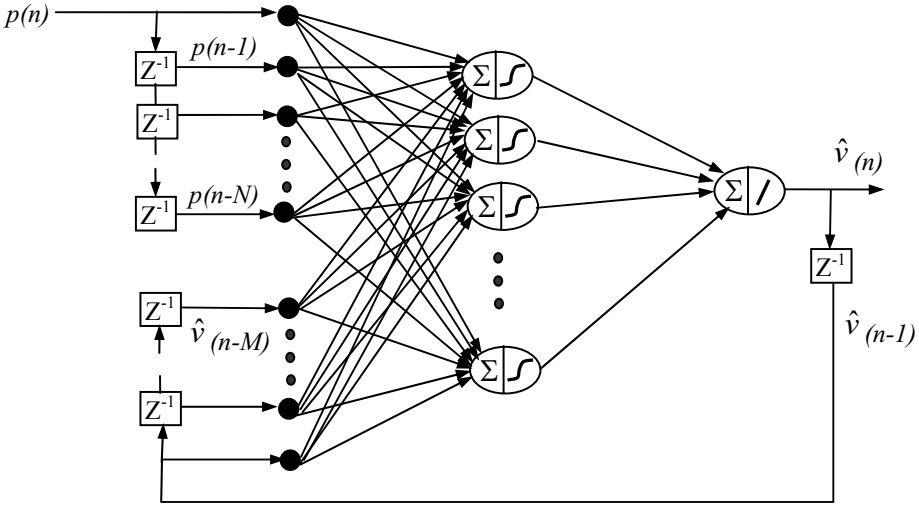 p(n)
p(n-1)
Z-1
Σ
Z-1
Σ
v̂ (n)
p(n-N)
Σ
Σ
Z-1
Z-1
Z-1
v̂ (n-M)
v̂ (n-1)
Σ
Z-1